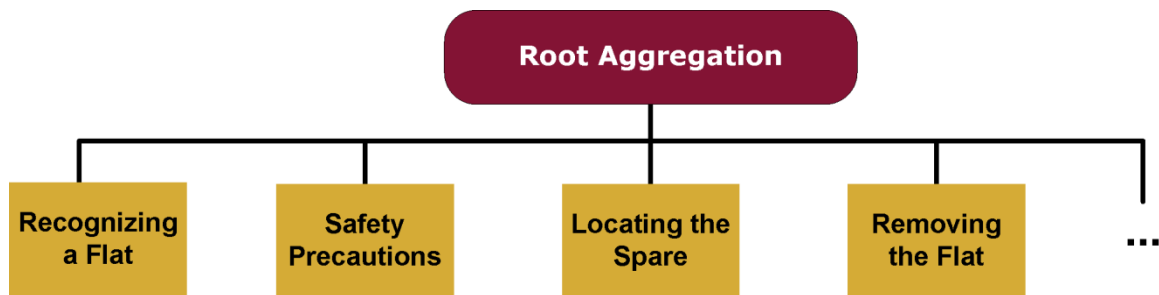 Root Aggregation
Recognizing
a Flat
Safety
Precautions
Locating the
Spare
Removing
the Flat
...